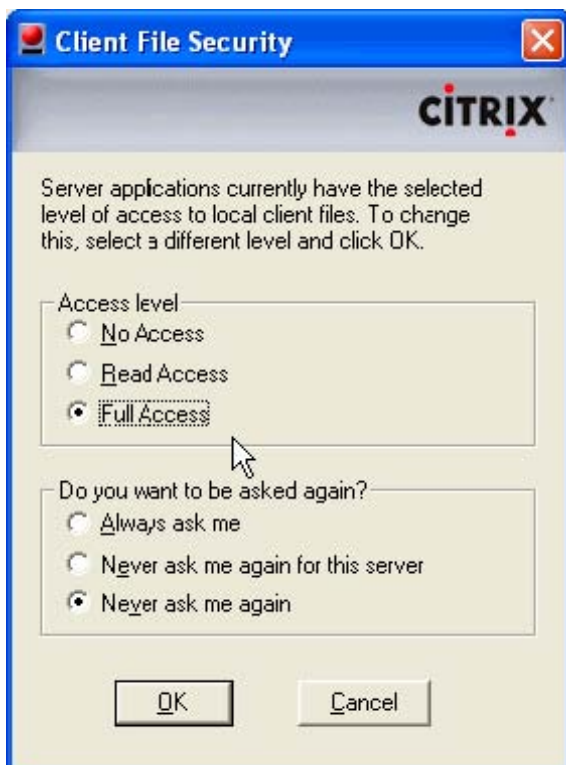 Client File Security
CITRIX
Server applications currently have the selected
level of access to local client files. To change
this, select a different level and click OK.
Access level
No Access
Read Access
Full Access
Do you want to be asked again?
Always ask me
Never ask me again for this server
Never ask me again
OK Cancel